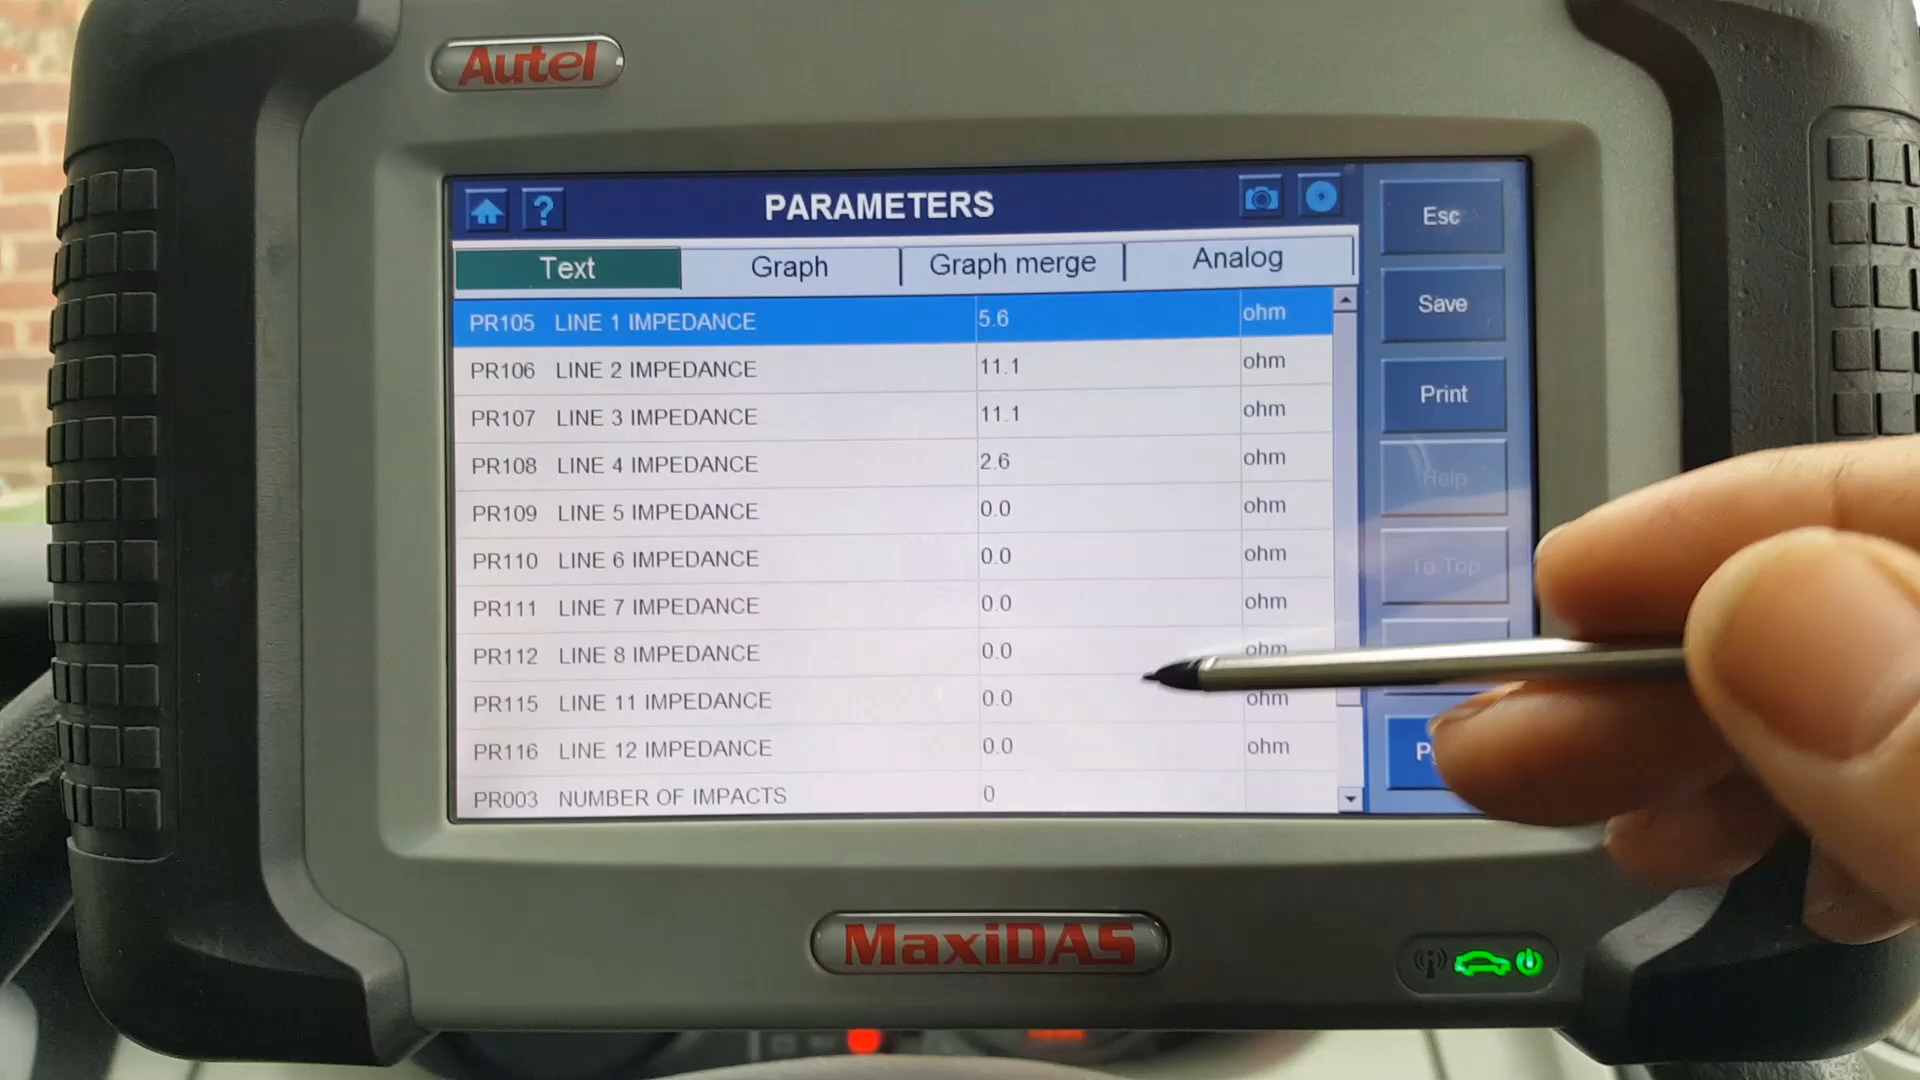 Autel
?
PARAMETERS
Esc
Text
Graph
Graph merge
Analog
Save
PR105 LINE 1 IMPEDANCE 5.6 ohm
PR106 LINE 2 IMPEDANCE 11.1 ohm
Print
PR107 LINE 3 IMPEDANCE 11.1 ohm
PR108 LINE 4 IMPEDANCE 2.6 ohm
Help
PR109 LINE 5 IMPEDANCE 0.0 ohm
PR110 LINE 6 IMPEDANCE 0.0 ohm
To Top
PR111 LINE 7 IMPEDANCE 0.0 ohm
PR112 LINE 8 IMPEDANCE 0.0 ohm
PR115 LINE 11 IMPEDANCE 0.0 ohm
PR116 LINE 12 IMPEDANCE 0.0 ohm
PR003 NUMBER OF IMPACTS 0
MaxiDAS